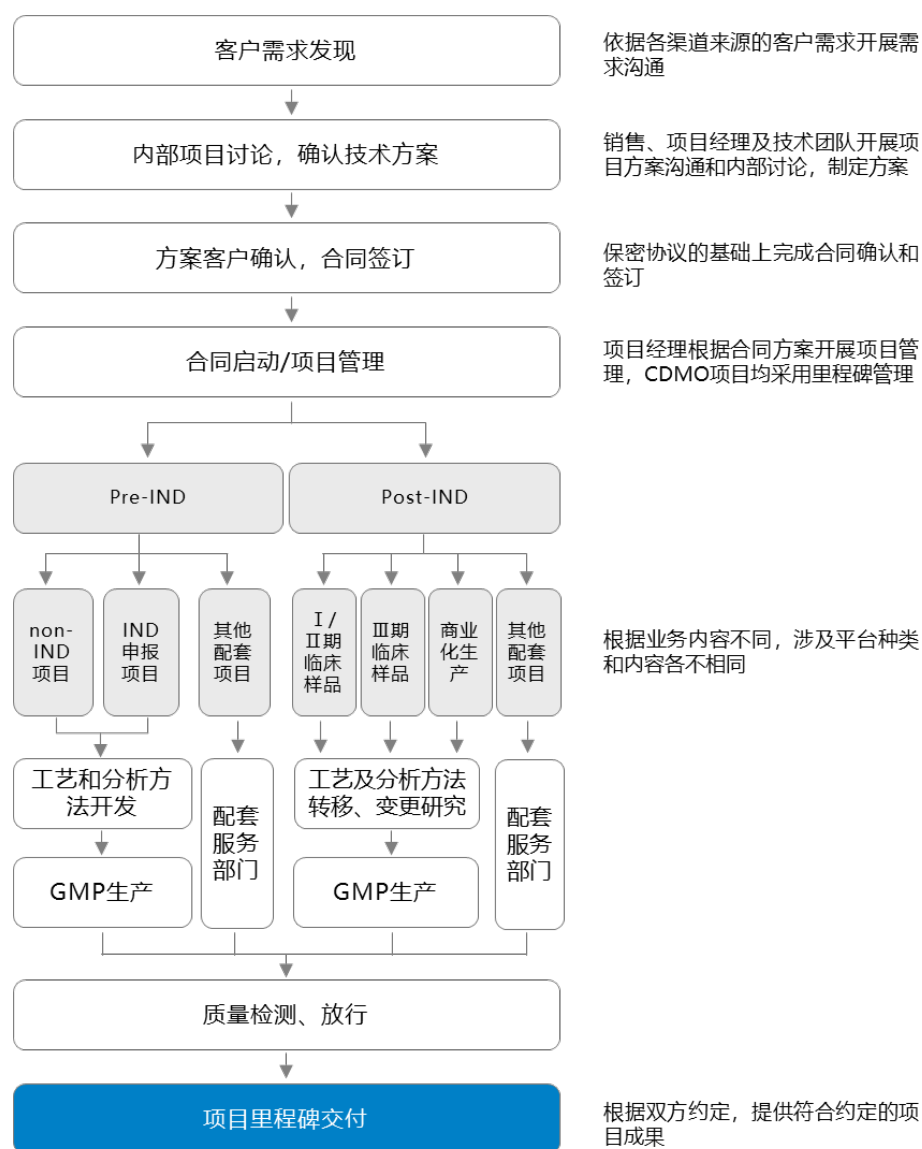 客户需求发现
依据各渠道来源的客户需求开展需
求沟通
内部项目讨论，确认技术方案
销售、项目经理及技术团队开展项
目方案沟通和内部讨论，制定方案
方案客户确认，合同签订
保密协议的基础上完成合同确认和
签订
合同启动/项目管理
项目经理根据合同方案开展项目管
理，CDMO项目均采用里程碑管理
Pre-IND
Post-IND
non-
IND
项目
IND
申报
项目
其他
配套
项目
Ⅰ/
Ⅱ期
临床
样品
Ⅲ期
临床
样品
商业
化生
产
其他
配套
项目
根据业务内容不同，涉及平台种类
和内容各不相同
工艺和分析方
法开发
配套
服务
部门
工艺及分析方法
转移、变更研究
配套
服务
部门
GMP生产
GMP生产
质量检测、放行
项目里程碑交付
根据双方约定，提供符合约定的项
目成果